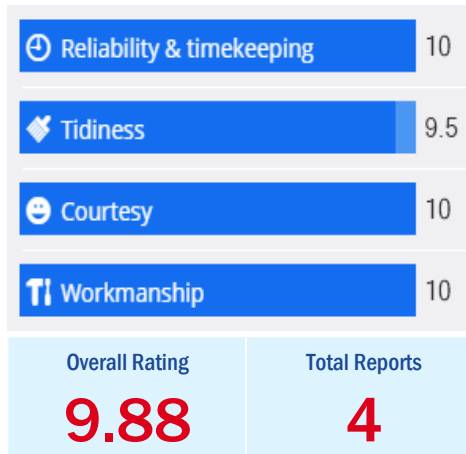 Reliability & timekeeping 10
Tidiness 9.5
Courtesy 10
Workmanship 10
Overall Rating Total Reports
9.88 4